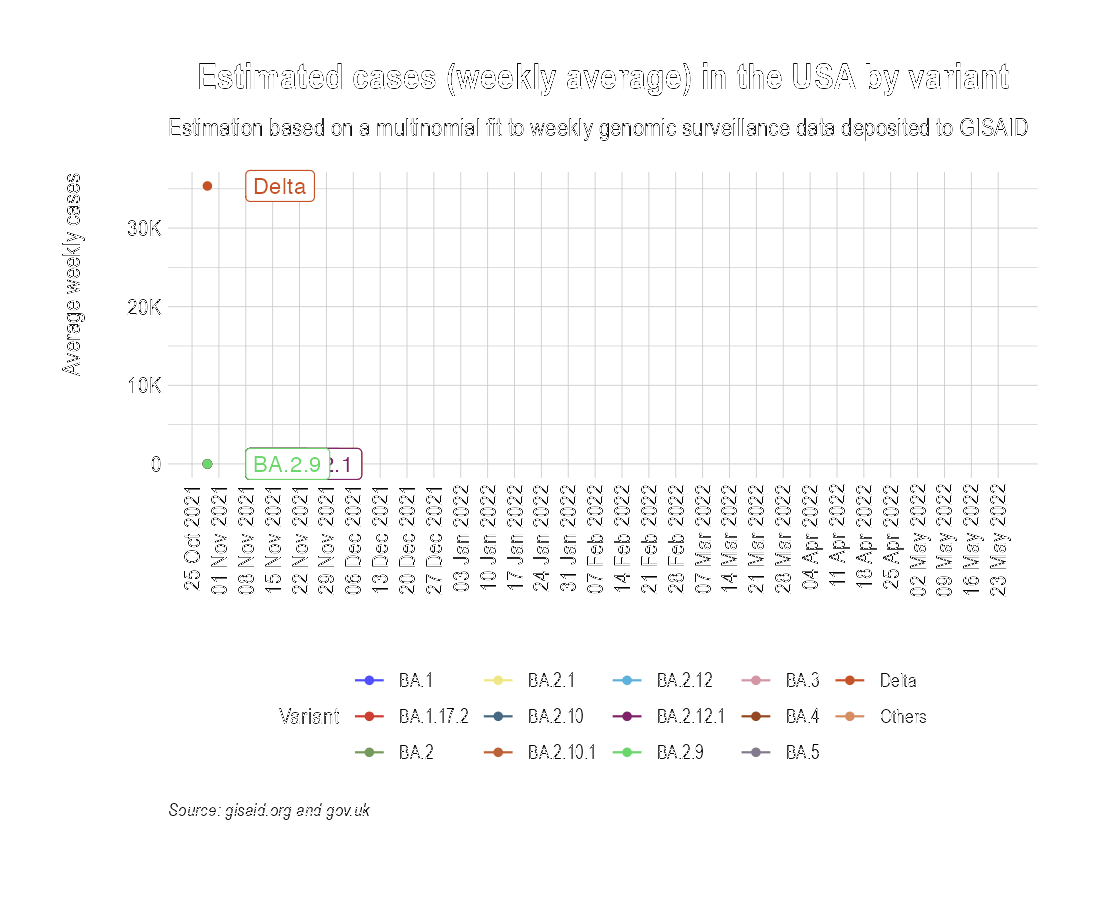 Estimated cases (weekly average) in the USA by variant
Estimation based on a multinomial fit to weekly genomic surveillance data deposited to GISAID
Average weekly cases
30K
20K
10K
0
Delta
BA.2.9
2.1
25 Oct 2021
01 Nov 2021
08 Nov 2021
15 Nov 2021
22 Nov 2021
29 Nov 2021
06 Dec 2021
13 Dec 2021
20 Dec 2021
27 Dec 2021
03 Jan 2022
10 Jan 2022
17 Jan 2022
24 Jan 2022
31 Jan 2022
07 Feb 2022
14 Feb 2022
21 Feb 2022
28 Feb 2022
07 Mar 2022
14 Mar 2022
21 Mar 2022
28 Mar 2022
04 Apr 2022
11 Apr 2022
18 Apr 2022
25 Apr 2022
02 May 2022
09 May 2022
16 May 2022
23 May 2022
Variant
BA.1
BA.1.17.2
BA.2
BA.2.1
BA.2.10
BA.2.10.1
BA.2.12
BA.2.12.1
BA.2.9
BA.3
BA.4
BA.5
Delta
Others
Source: gisaid.org and gov.uk